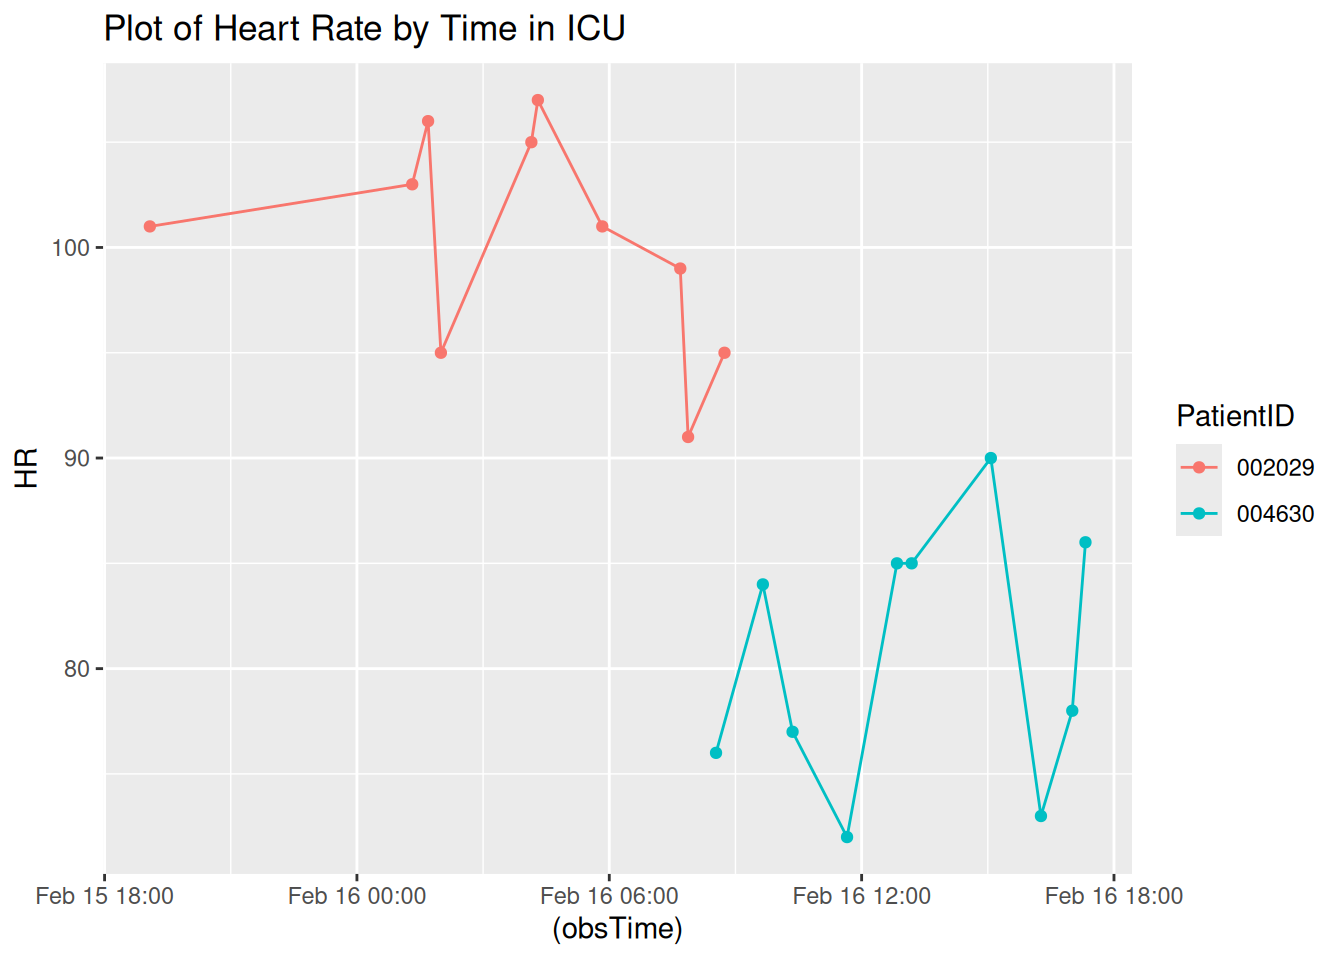 Plot of Heart Rate by Time in ICU
HR
100
90
80
Feb 15 18:00
Feb 16 00:00
Feb 16 06:00
Feb 16 12:00
Feb 16 18:00
(obsTime)
PatientID
002029
004630